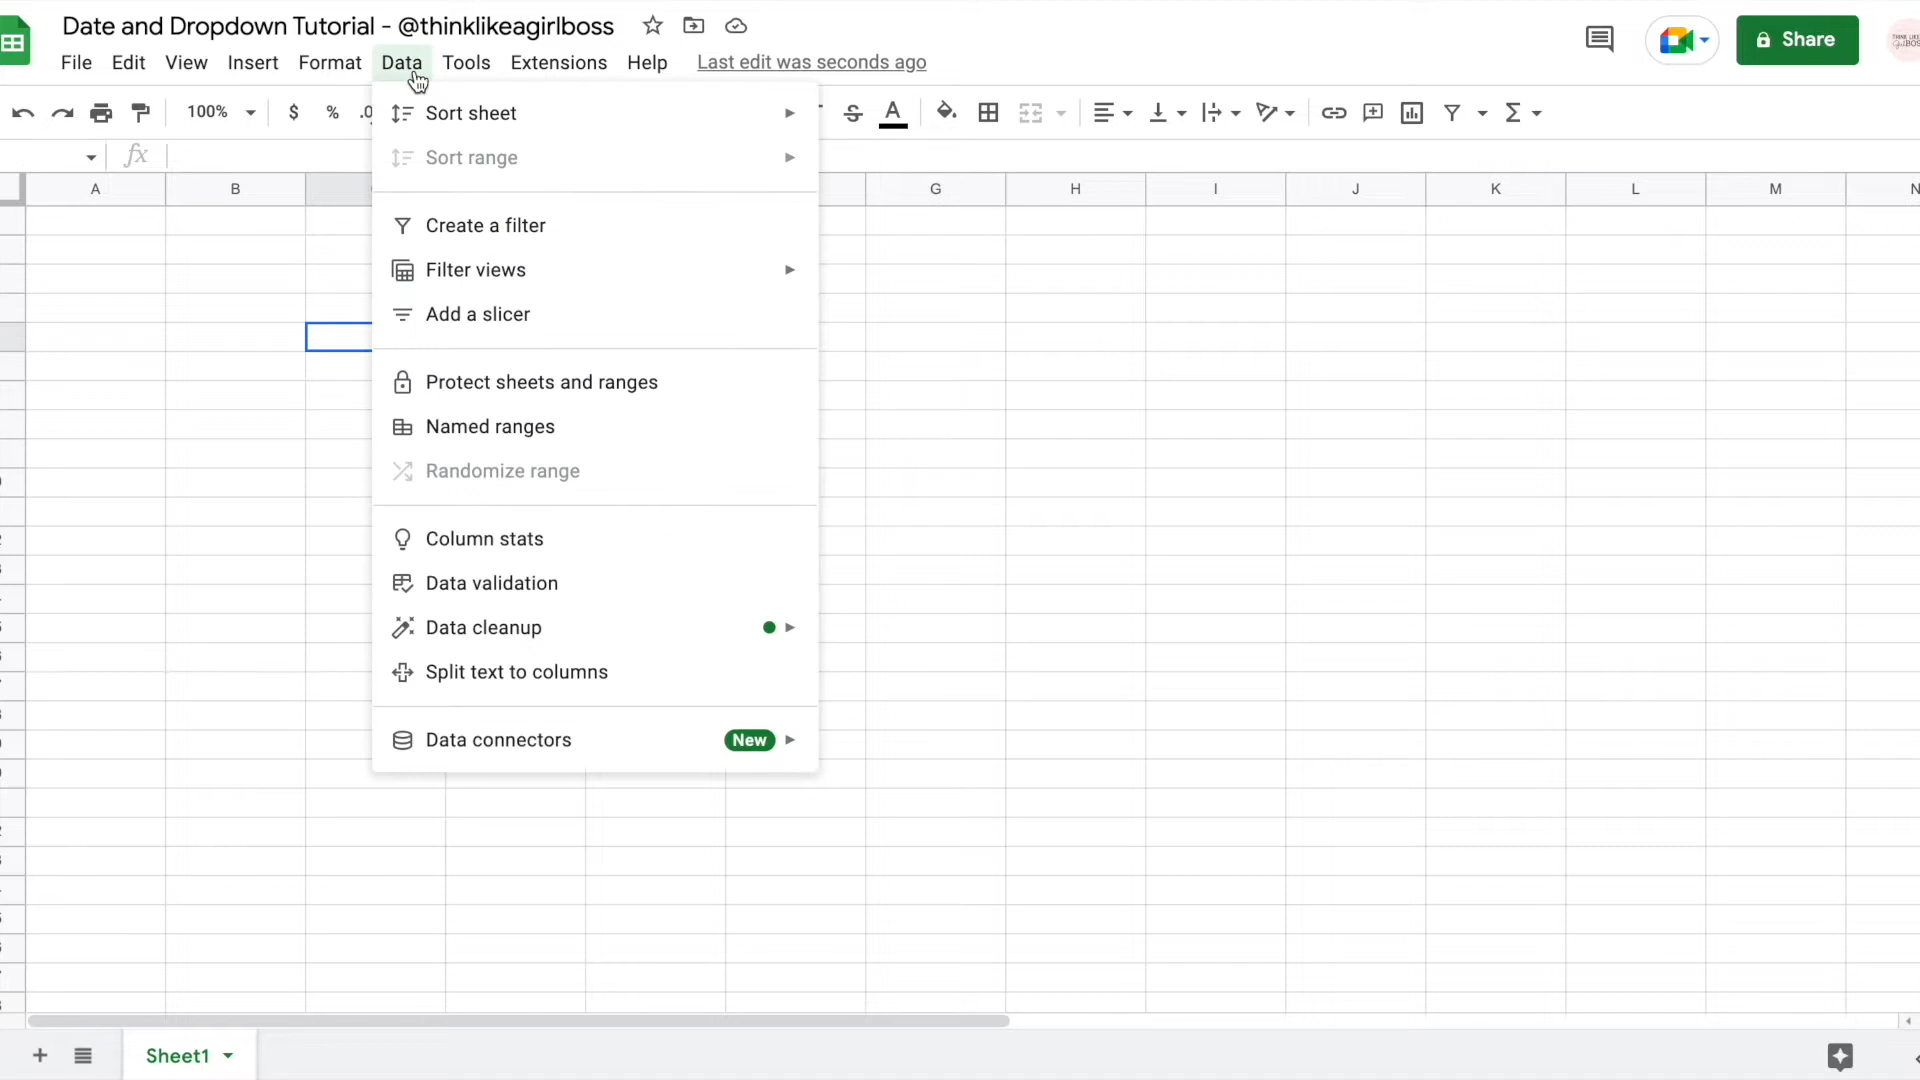 Date and Dropdown Tutorial - @thinklikeagirlboss
File Edit View Insert Format Data Tools Extensions Help Last edit was seconds ago
Share
100% $ % .0 A
fx
A B G H I J K L M N
Sort sheet
Sort range
Create a filter
Filter views
Add a slicer
Protect sheets and ranges
Named ranges
Randomize range
Column stats
Data validation
Data cleanup
Split text to columns
Data connectors New
Sheet1